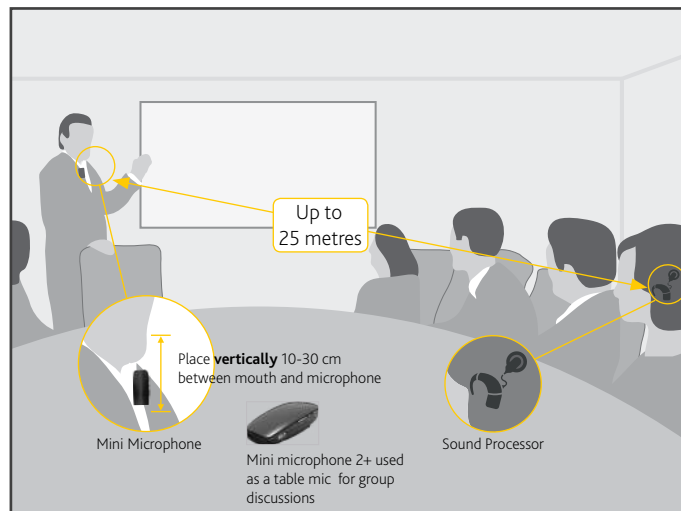 Up to
25 metres
Place vertically 10-30 cm
between mouth and microphone
Mini Microphone
Mini microphone 2+ used
as a table mic for group
discussions
Sound Processor